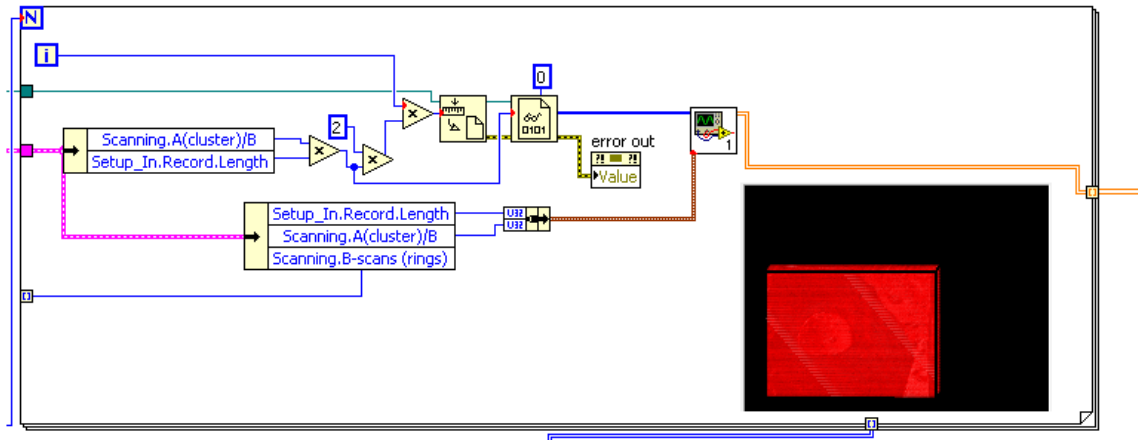 N
i
0
2
Scanning.A(cluster)/B
Setup_In.Record.Length
0101
error out
?! ?!
Value
1
Setup_In.Record.Length
Scanning.A(cluster)/B
Scanning.B-scans (rings)
U32
U32